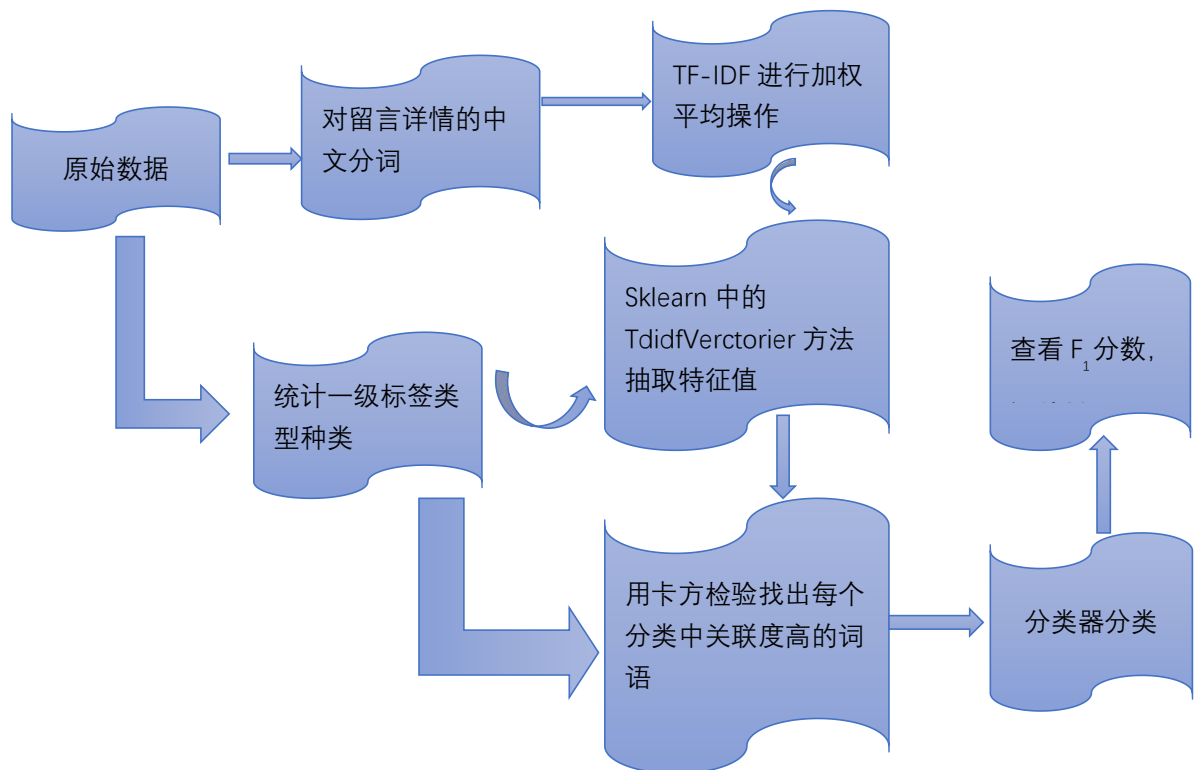 TF-IDF 进行加权
平均操作
对留言详情的中
文分词
原始数据
Sklearn 中的
TdidfVerctorier 方法
抽取特征值
统计一级标签类
型种类
查看 F₁ 分数，
用卡方检验找出每个
分类中关联度高的词
语
分类器分类